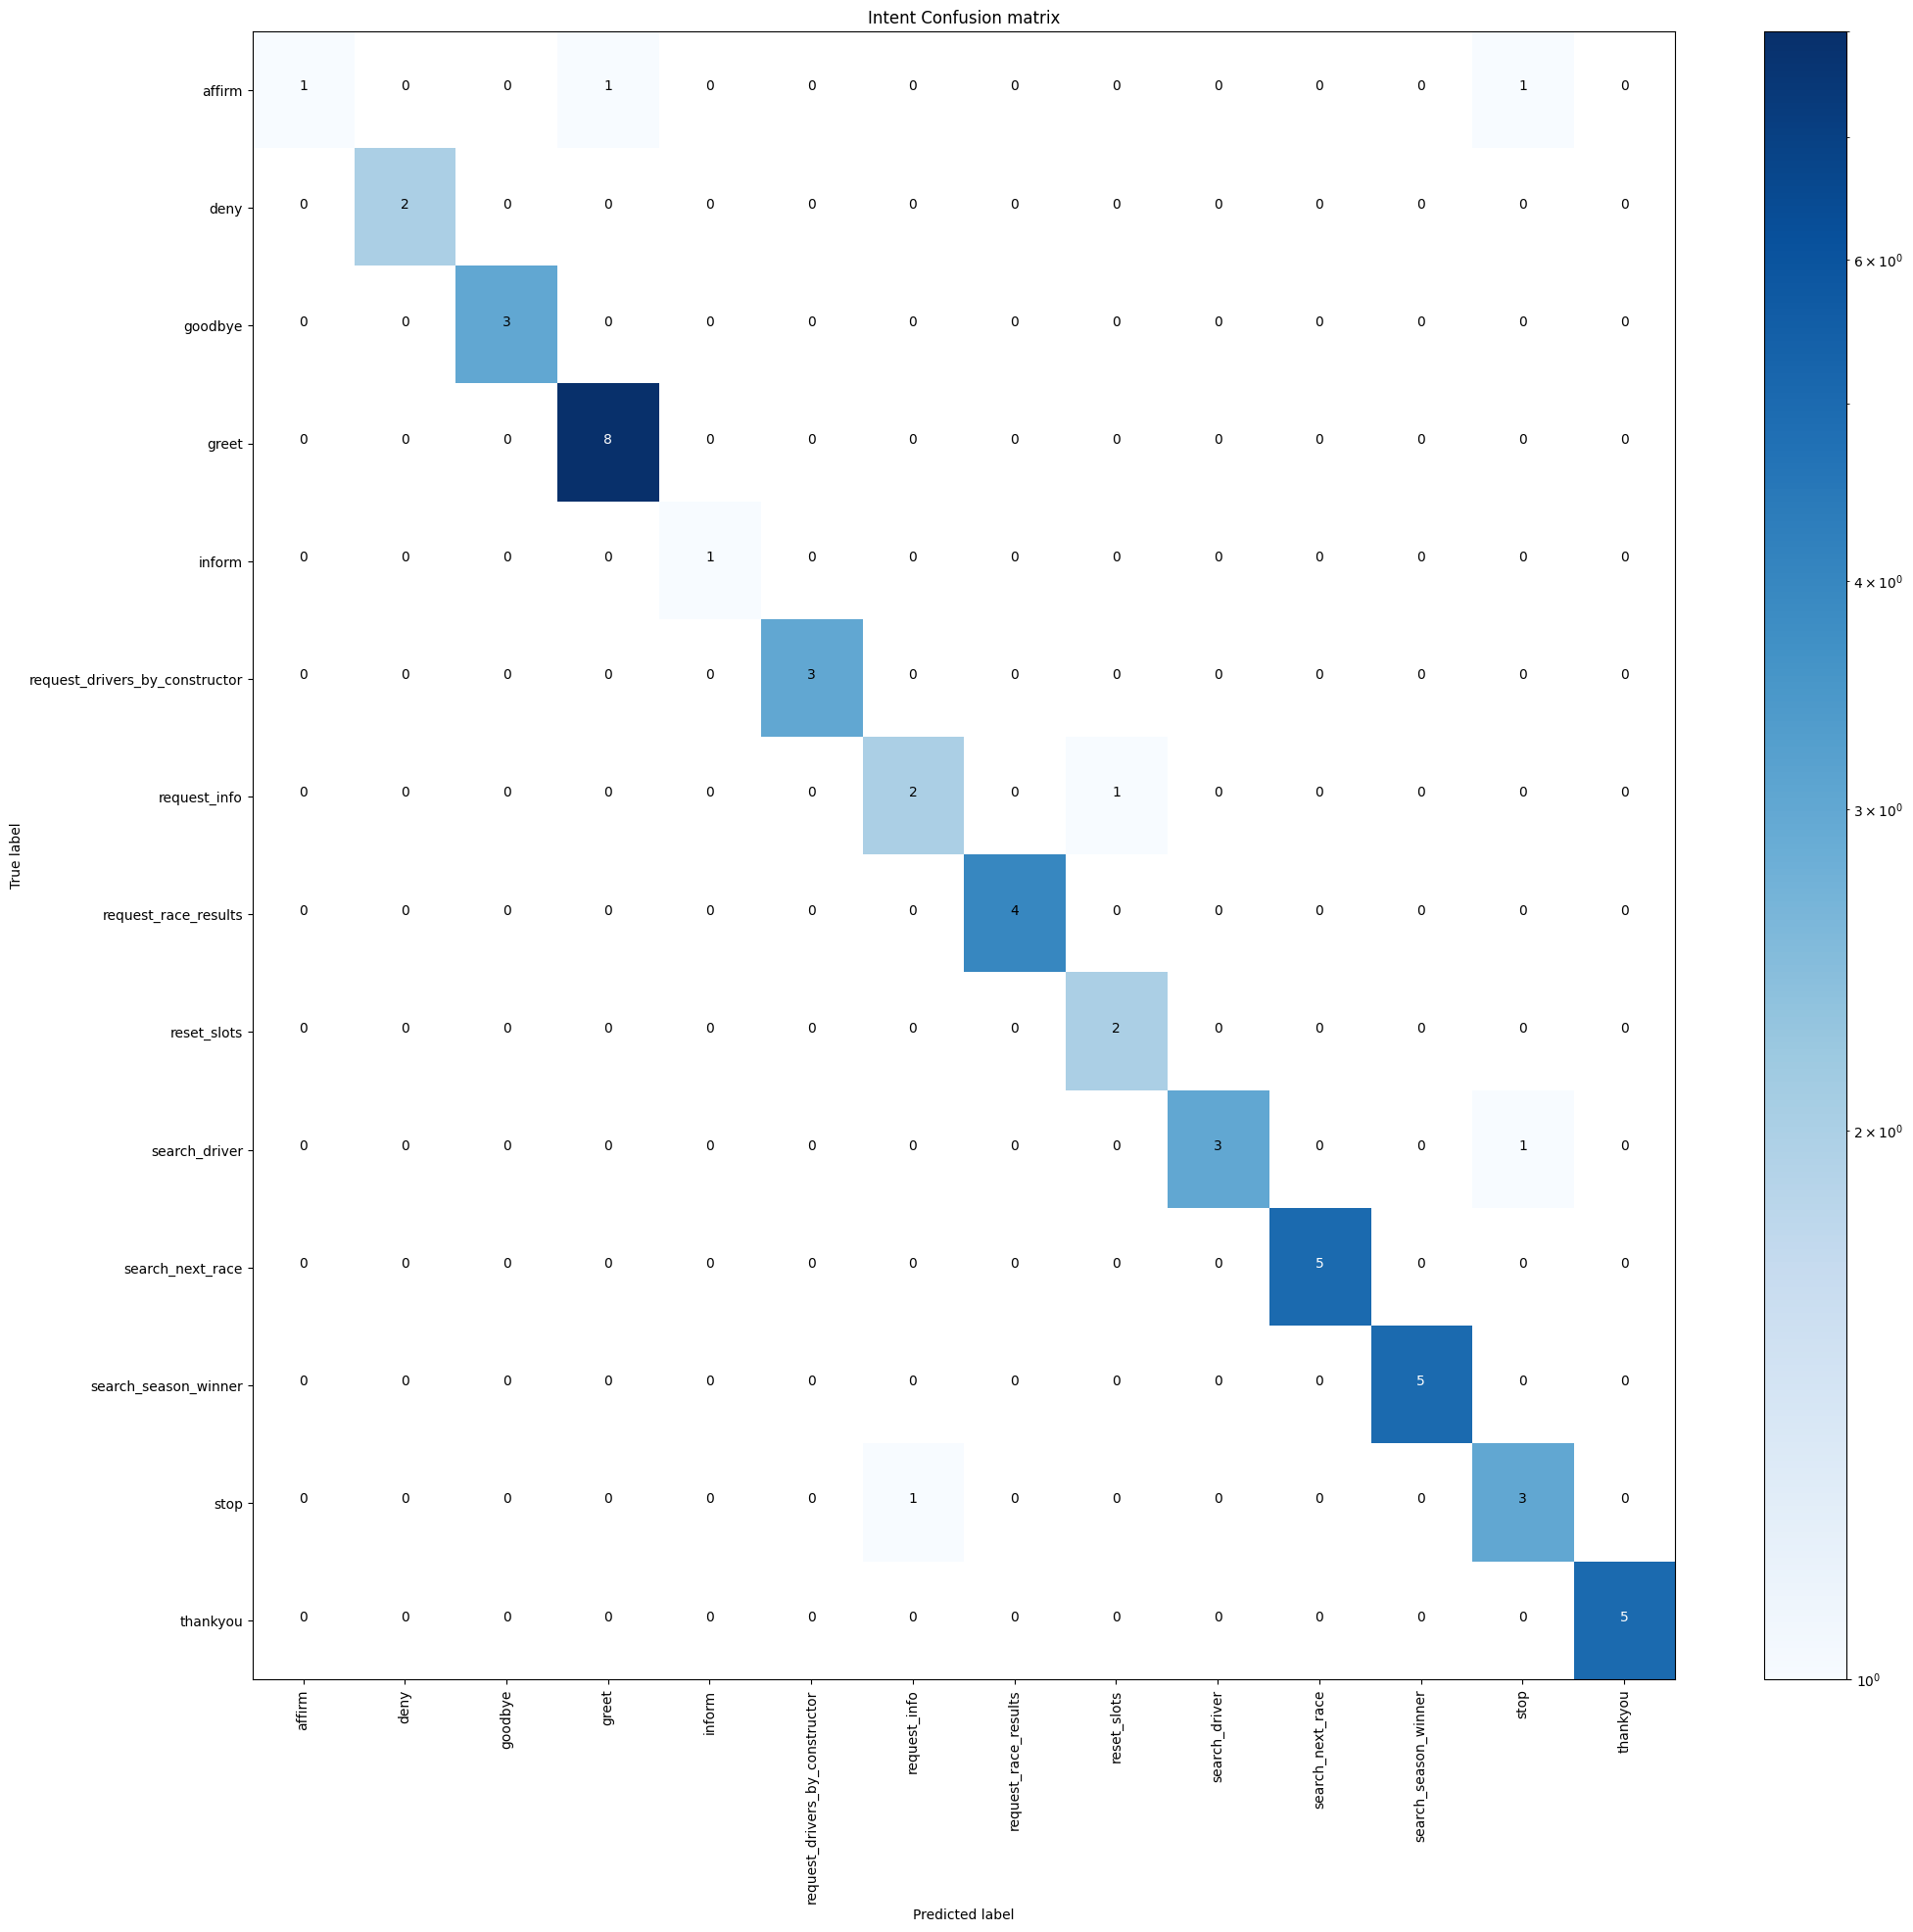 Intent Confusion matrix
affirm 1 0 0 1 0 0 0 0 0 0 0 0 1 0
deny 0 2 0 0 0 0 0 0 0 0 0 0 0 0
goodbye 0 0 3 0 0 0 0 0 0 0 0 0 0 0
greet 0 0 0 8 0 0 0 0 0 0 0 0 0 0
inform 0 0 0 0 1 0 0 0 0 0 0 0 0 0
request_drivers_by_constructor 0 0 0 0 0 3 0 0 0 0 0 0 0 0
request_info 0 0 0 0 0 0 2 0 1 0 0 0 0 0
request_race_results 0 0 0 0 0 0 0 4 0 0 0 0 0 0
reset_slots 0 0 0 0 0 0 0 0 2 0 0 0 0 0
search_driver 0 0 0 0 0 0 0 0 0 3 0 0 1 0
search_next_race 0 0 0 0 0 0 0 0 0 0 5 0 0 0
search_season_winner 0 0 0 0 0 0 0 0 0 0 0 5 0 0
stop 0 0 0 0 0 0 1 0 0 0 0 0 3 0
thankyou 0 0 0 0 0 0 0 0 0 0 0 0 0 5
True label
affirm
deny
goodbye
greet
inform
request_drivers_by_constructor
request_info
request_race_results
reset_slots
search_driver
search_next_race
search_season_winner
stop
thankyou
Predicted label
6 × 10⁰
4 × 10⁰
3 × 10⁰
2 × 10⁰
10⁰